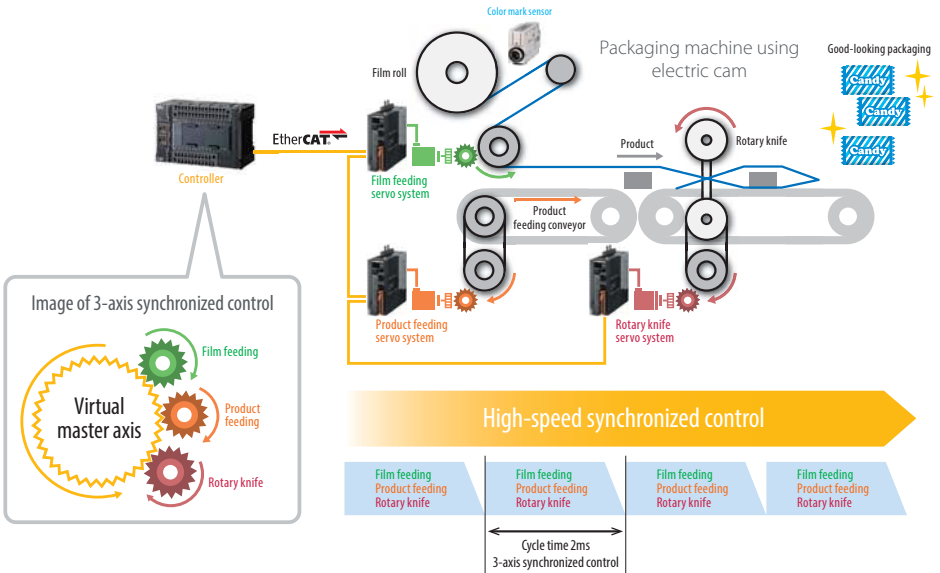 Color mark sensor
Film roll
Packaging machine using
electric cam
Good-looking packaging
Candy
Candy
Candy
EtherCAT®
Controller
Film feeding
servo system
Product
Rotary knife
Product
feeding conveyor
Product feeding
servo system
Rotary knife
servo system
Image of 3-axis synchronized control
Film feeding
Virtual
master axis
Product
feeding
Rotary knife
High-speed synchronized control
Film feeding
Product feeding
Rotary knife
Film feeding
Product feeding
Rotary knife
Film feeding
Product feeding
Rotary knife
Film feeding
Product feeding
Rotary knife
Cycle time 2ms
3-axis synchronized control